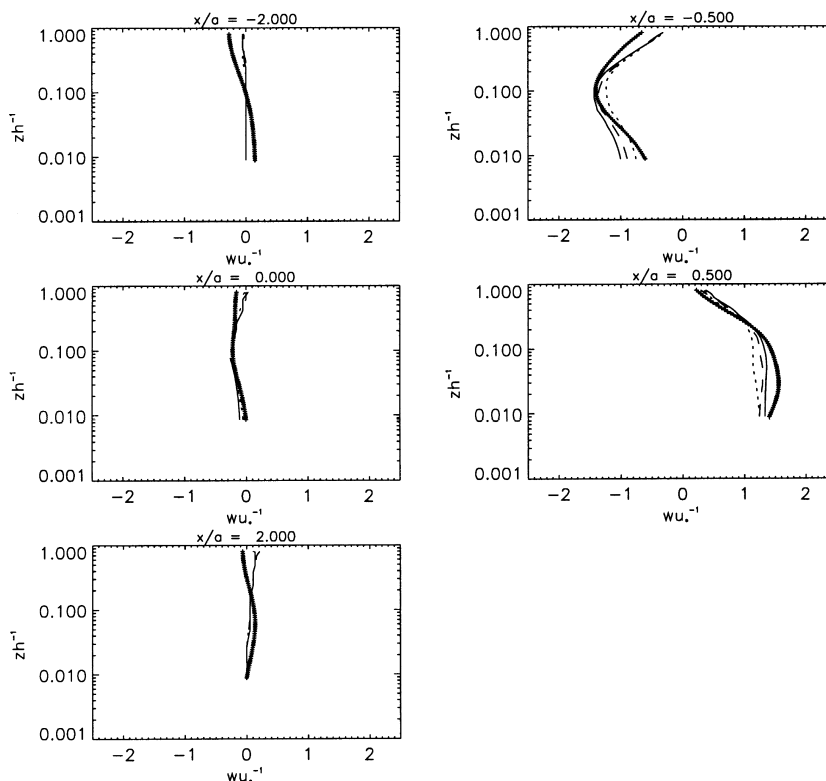 x/a = −2.000
1.000
0.100
0.010
0.001
zh⁻¹
−2 −1 0 1 2
wu*⁻¹
x/a = −0.500
1.000
0.100
0.010
0.001
zh⁻¹
−2 −1 0 1 2
wu*⁻¹
x/a = 0.000
1.000
0.100
0.010
0.001
zh⁻¹
−2 −1 0 1 2
wu*⁻¹
x/a = 0.500
1.000
0.100
0.010
0.001
zh⁻¹
−2 −1 0 1 2
wu*⁻¹
x/a = 2.000
1.000
0.100
0.010
0.001
zh⁻¹
−2 −1 0 1 2
wu*⁻¹